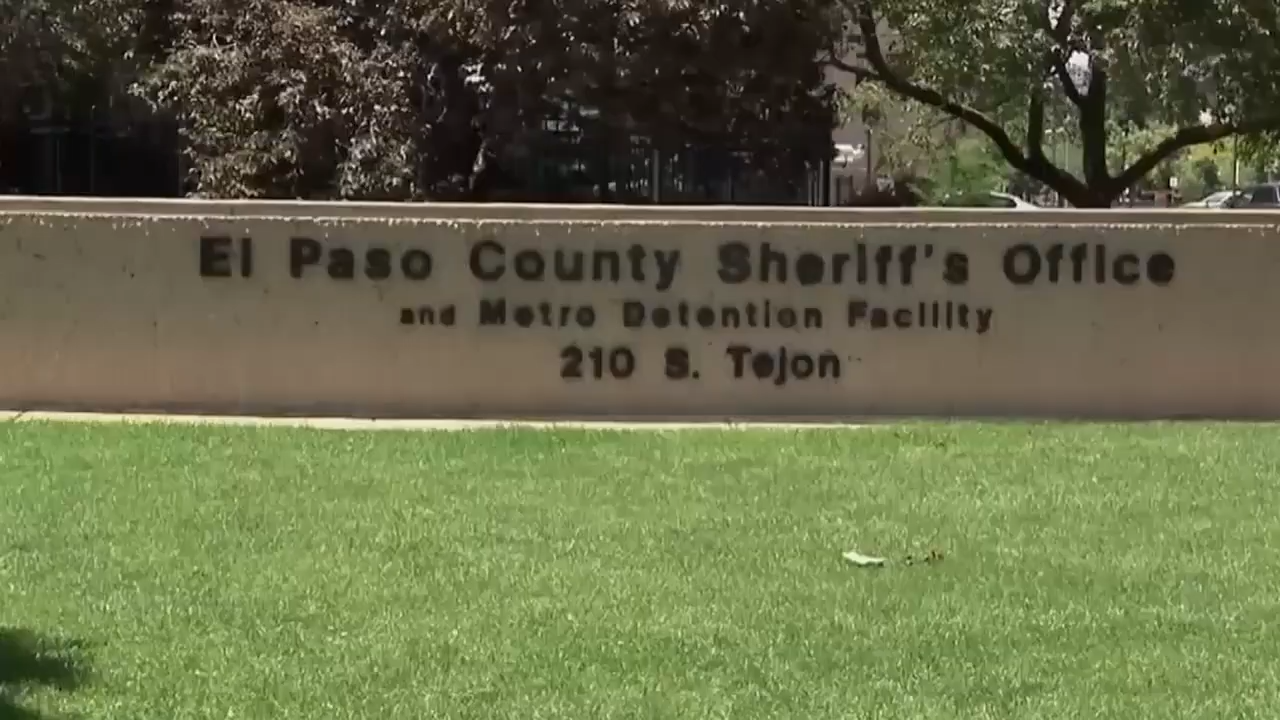 El Paso County Sheriff's Office
and Metro Detention Facility
210 S. Tejon